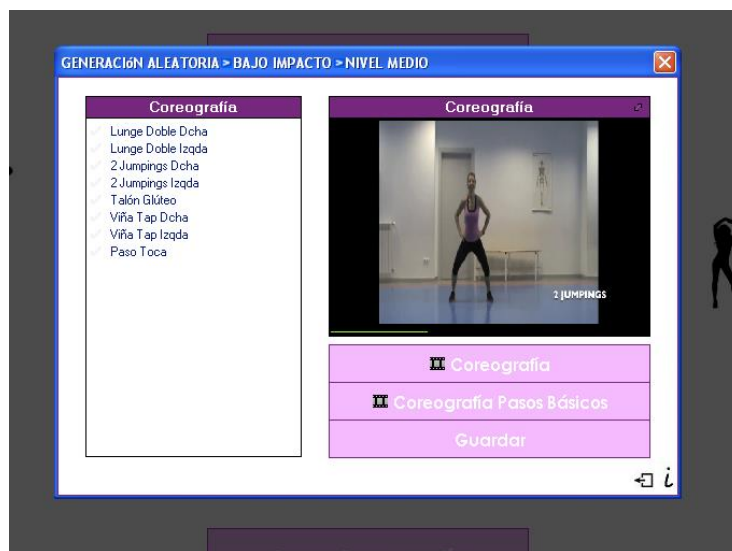 GENERACIóN ALEATORIA > BAJO IMPACTO > NIVEL MEDIO
Coreografía
Lunge Doble Dcha
Lunge Doble Izqda
2 Jumpings Dcha
2 Jumpings Izqda
Talón Glúteo
Viña Tap Dcha
Viña Tap Izqda
Paso Toca
Coreografía
2 JUMPINGS
Coreografía
Coreografía Pasos Básicos
Guardar
i